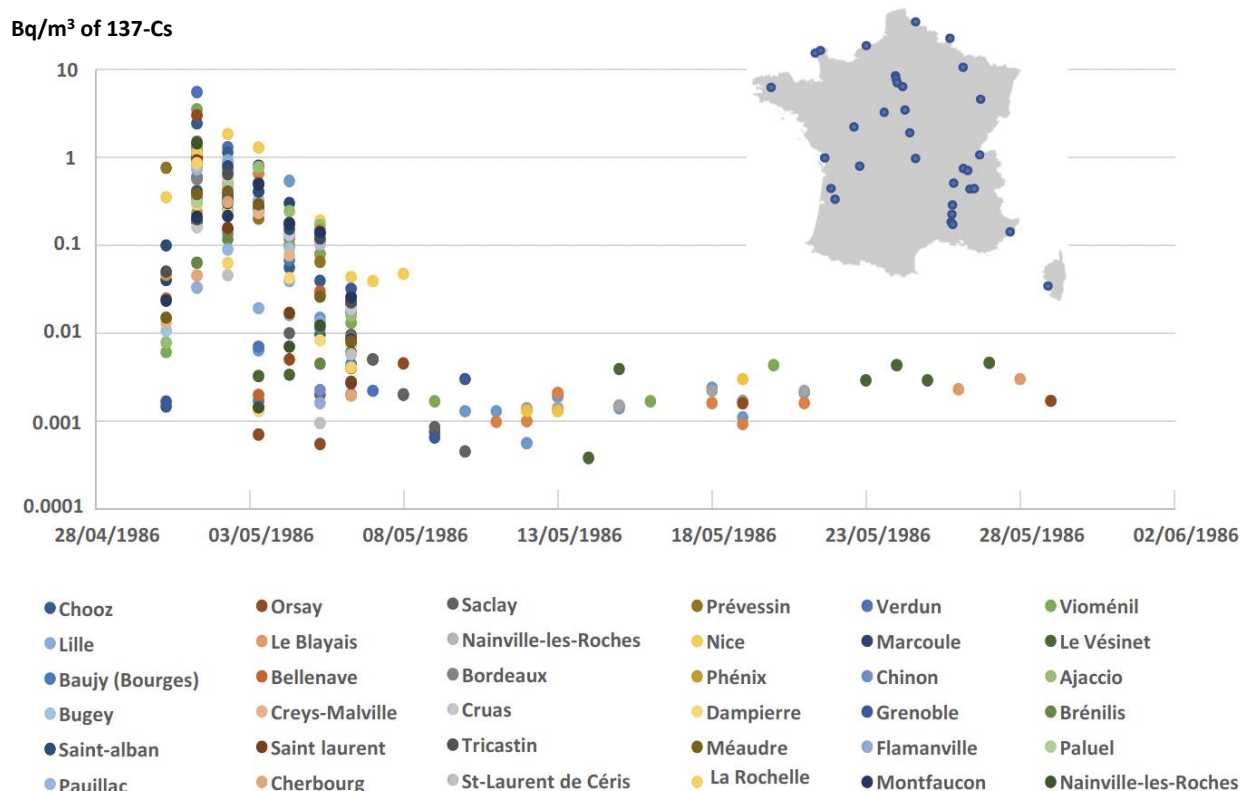 Bq/m³ of 137-Cs
10
1
0.1
0.01
0.001
0.0001
28/04/1986 03/05/1986 08/05/1986 13/05/1986 18/05/1986 23/05/1986 28/05/1986 02/06/1986
Chooz Orsay Saclay Prévessin Verdun Vioménil
Lille Le Blayais Nainville-les-Roches Nice Marcoule Le Vésinet
Baujy (Bourges) Bellenave Bordeaux Phénix Chinon Ajaccio
Bugey Creys-Malville Cruas Dampierre Grenoble Brénilis
Saint-alban Saint laurent Tricastin Méaudre Flamanville Paluel
Pauillac Cherbourg St-Laurent de Céris La Rochelle Montfaucon Nainville-les-Roches